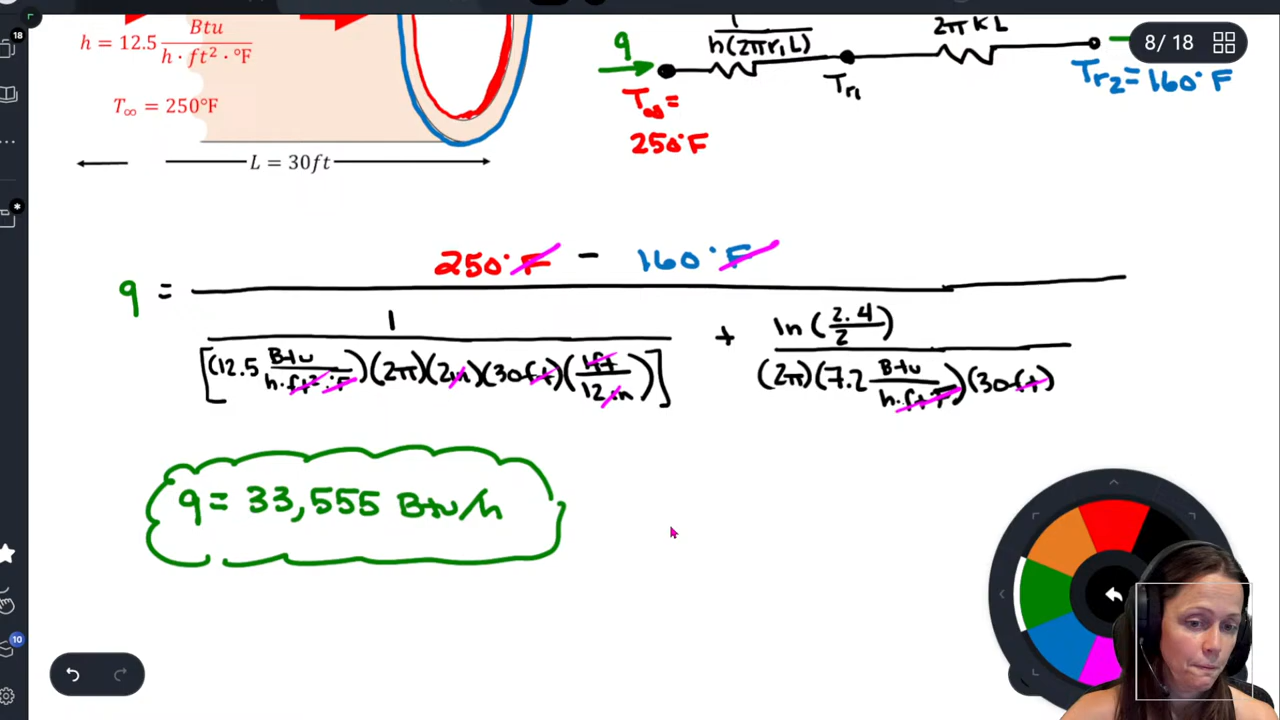 18
h = 12.5 Btu / h · ft² · °F
T∞ = 250°F
L = 30ft
q
1 / h(2πr₁L)
2πKL
T∞ =
250°F
Tr₁
Tr₂ = 160°F
8 / 18
q = 250°F − 160°F
1 / [(12.5 Btu / h·ft²·°F)(2π)(2in)(30ft)(1ft / 12in)] + ln(2.4 / 2) / (2π)(7.2 Btu / h·ft°F)(30ft)
q = 33,555 Btu/h
10